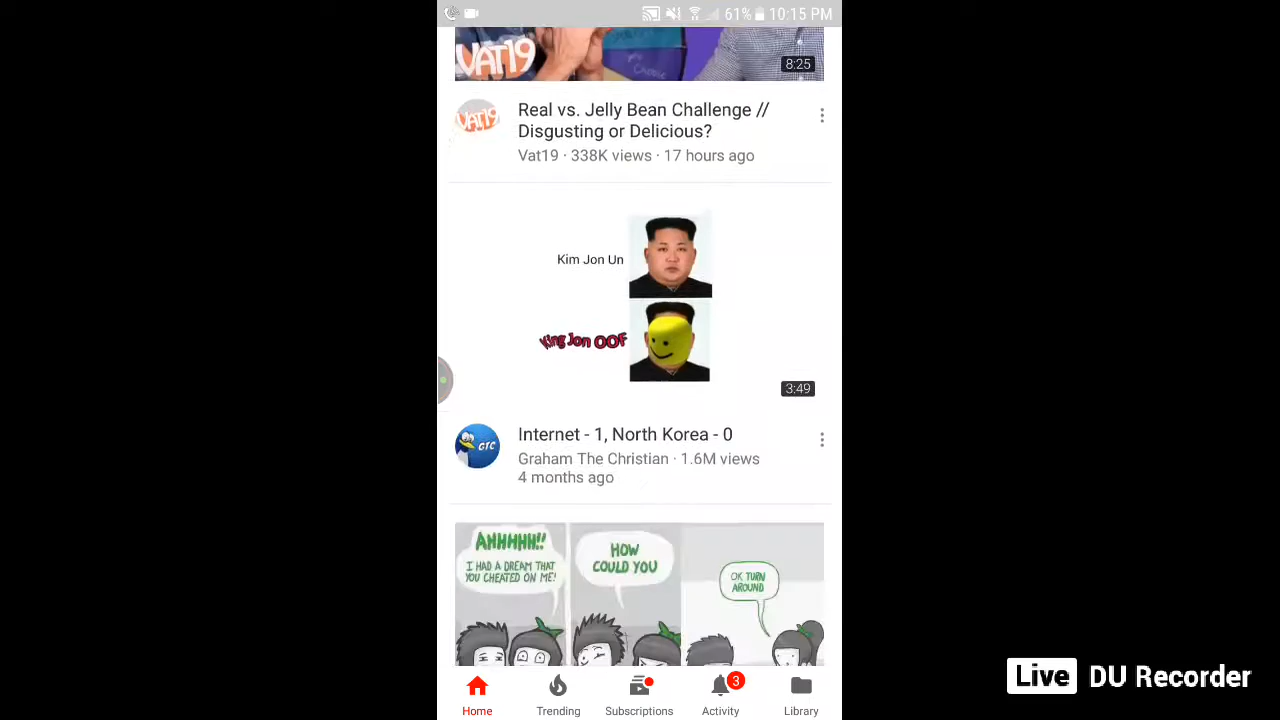 61% 10:15 PM
VAT19
8:25
VAT19
Real vs. Jelly Bean Challenge //
Disgusting or Delicious?
Vat19 · 338K views · 17 hours ago
Kim Jon Un
King Jon OOF
3:49
GTC
Internet - 1, North Korea - 0
Graham The Christian · 1.6M views
4 months ago
AHHHHH!!
I HAD A DREAM THAT
YOU CHEATED ON ME!
HOW
COULD YOU
OK TURN
AROUND
3
Home Trending Subscriptions Activity Library
Live DU Recorder